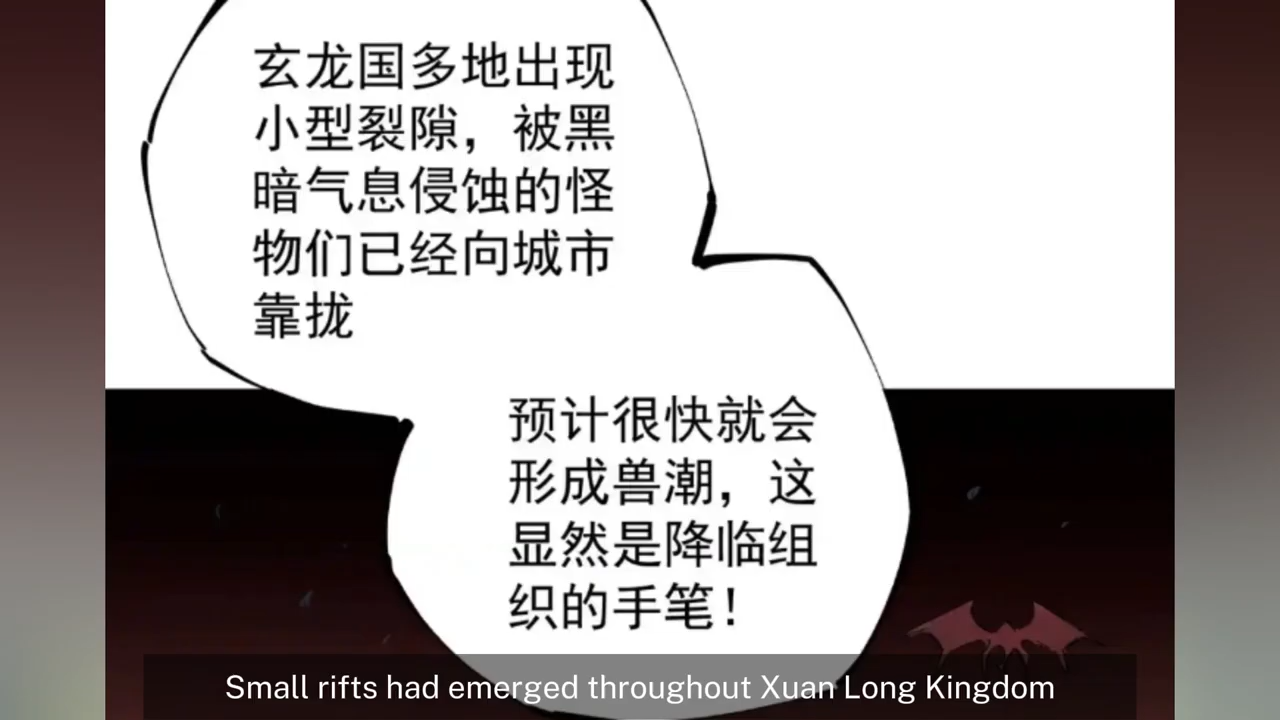 玄龙国多地出现
小型裂隙，被黑
暗气息侵蚀的怪
物们已经向城市
靠拢
预计很快就会
形成兽潮，这
显然是降临组
织的手笔！
Small rifts had emerged throughout Xuan Long Kingdom